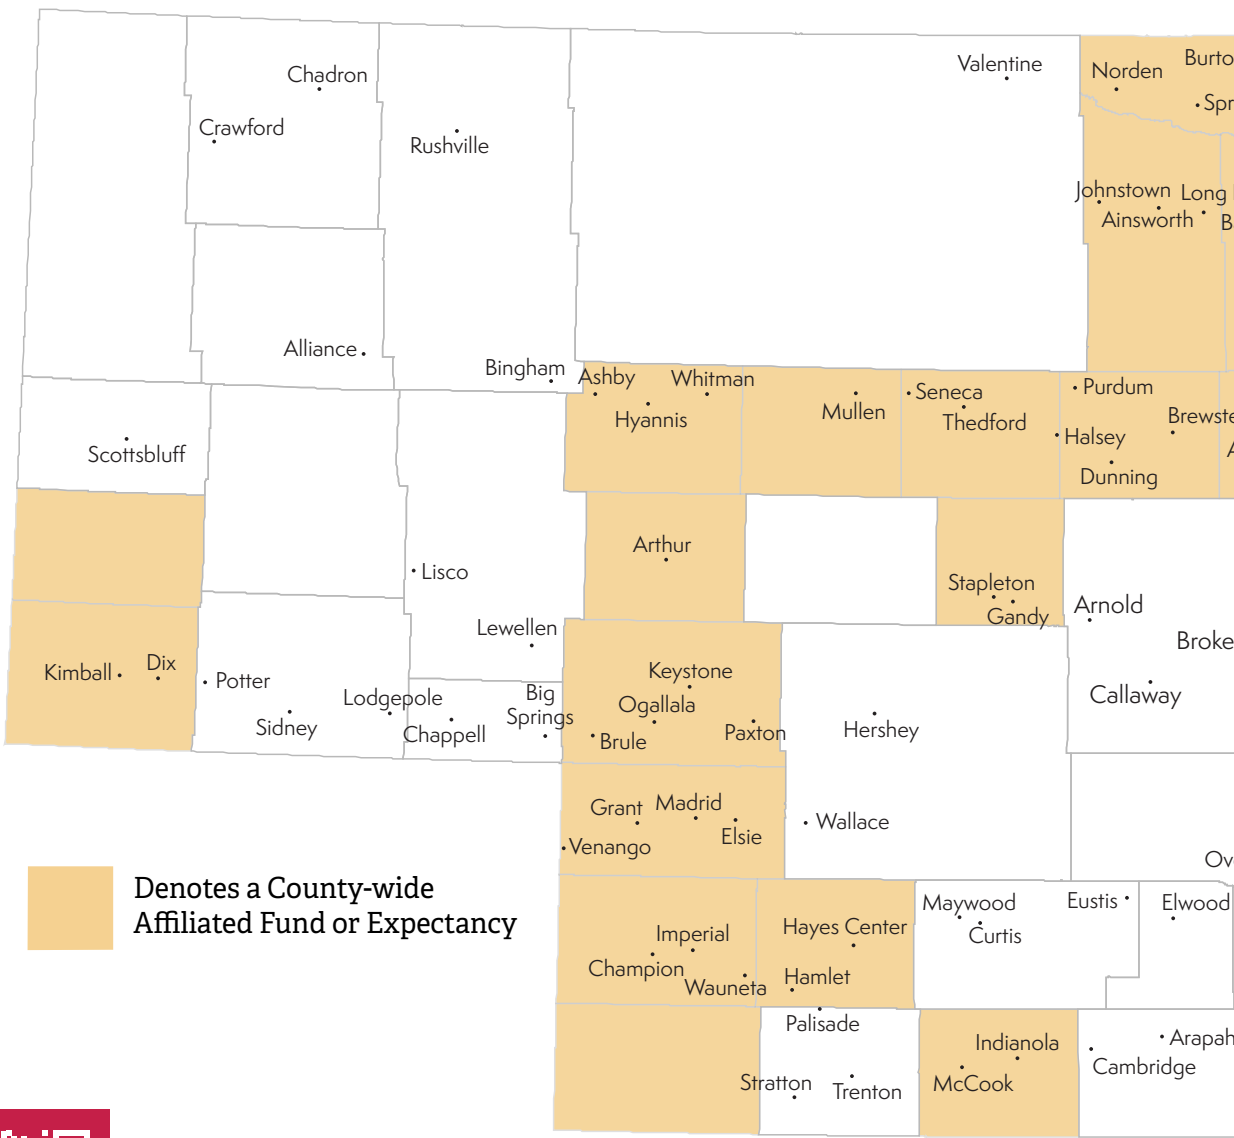 Valentine
Norden
Chadron
Crawford
Rushville
Johnstown
Long
Ainsworth
Alliance
Bingham
Ashby
Whitman
Hyannis
Mullen
Seneca
Thedford
Purdum
Halsey
Dunning
Scottsbluff
Arthur
Lisco
Stapleton
Gandy
Arnold
Lewellen
Callaway
Kimball
Dix
Potter
Sidney
Lodgepole
Chappell
Big
Springs
Keystone
Ogallala
Brule
Paxton
Hershey
Grant
Madrid
Elsie
Venango
Wallace
Denotes a County-wide
Affiliated Fund or Expectancy
Imperial
Champion
Wauneta
Hayes Center
Hamlet
Maywood
Curtis
Eustis
Elwood
Palisade
Stratton
Trenton
Indianola
McCook
Cambridge